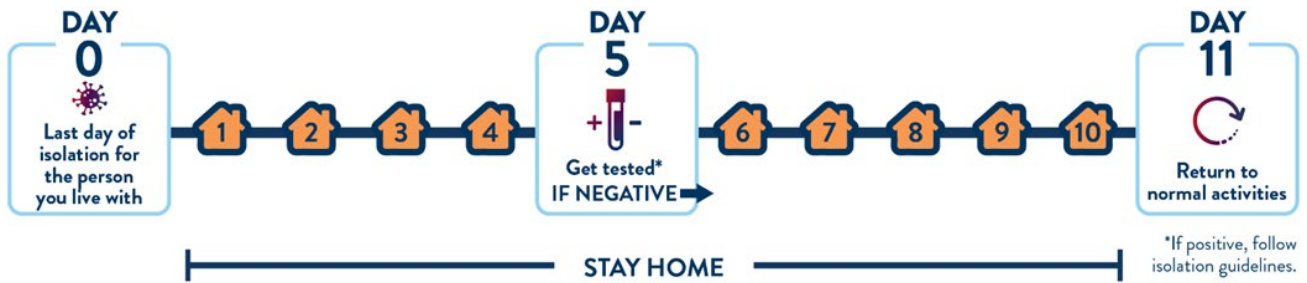 DAY
0
Last day of
isolation for
the person
you live with
1
2
3
4
DAY
5
+ -
Get tested*
IF NEGATIVE
6
7
8
9
10
DAY
11
Return to
normal activities
STAY HOME
*If positive, follow
isolation guidelines.